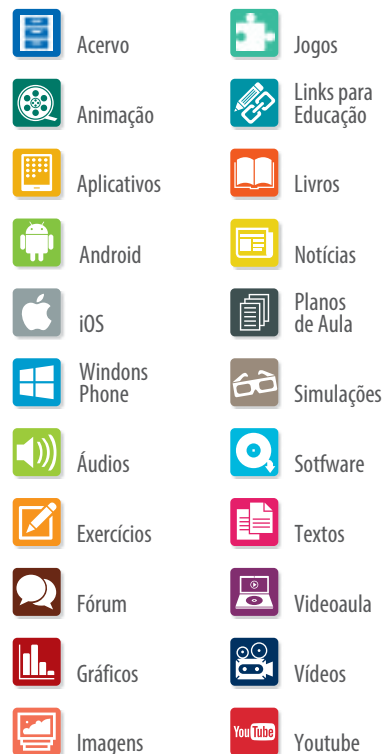 Acervo
Animação
Aplicativos
Android
iOS
Windons
Phone
Áudios
Exercícios
Fórum
Gráficos
Imagens
Jogos
Links para
Educação
Livros
Notícias
Planos
de Aula
Simulações
Sotfware
Textos
Videoaula
Vídeos
You Tube
Youtube